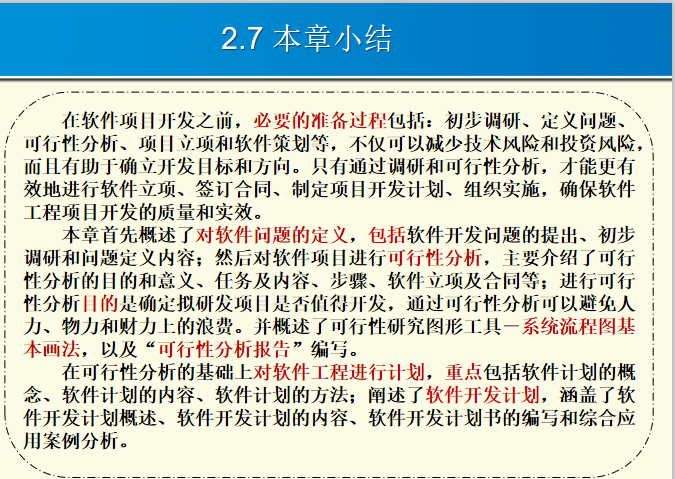 2.7 本章小结
在软件项目开发之前，必要的准备过程包括：初步调研、定义问题、
可行性分析、项目立项和软件策划等，不仅可以减少技术风险和投资风险，
而且有助于确立开发目标和方向。只有通过调研和可行性分析，才能更有
效地进行软件立项、签订合同、制定项目开发计划、组织实施，确保软件
工程项目开发的质量和实效。
本章首先概述了对软件问题的定义，包括软件开发问题的提出、初步
调研和问题定义内容；然后对软件项目进行可行性分析，主要介绍了可行
性分析的目的和意义、任务及内容、步骤、软件立项及合同等；进行可行
性分析目的是确定拟研发项目是否值得开发，通过可行性分析可以避免人
力、物力和财力上的浪费。并概述了可行性研究图形工具－系统流程图基
本画法，以及“可行性分析报告”编写。
在可行性分析的基础上对软件工程进行计划，重点包括软件计划的概
念、软件计划的内容、软件计划的方法；阐述了软件开发计划，涵盖了软
件开发计划概述、软件开发计划的内容、软件开发计划书的编写和综合应
用案例分析。